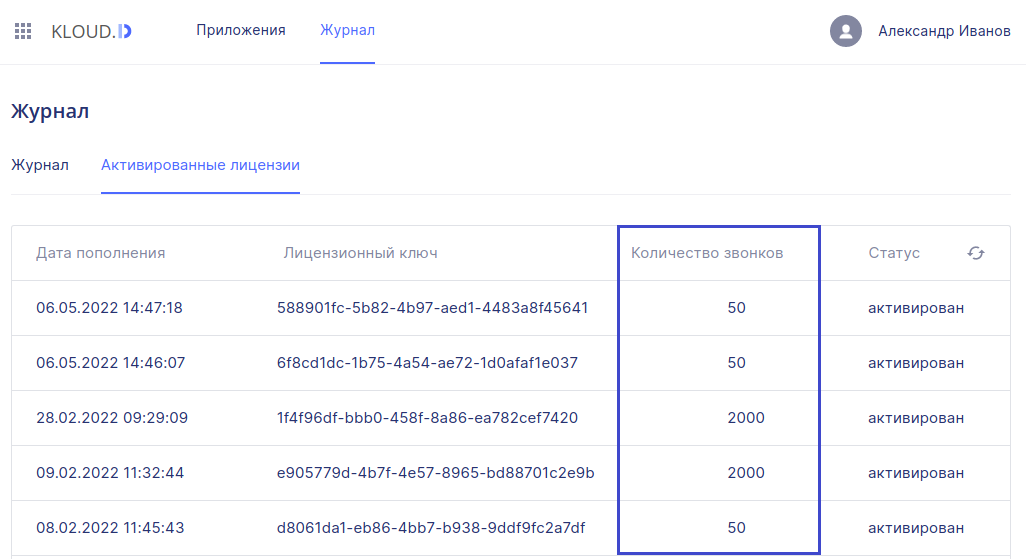 KLOUD.ID Приложения Журнал Александр Иванов
Журнал
Журнал Активированные лицензии
Дата пополнения Лицензионный ключ Количество звонков Статус
06.05.2022 14:47:18 588901fc-5b82-4b97-aed1-4483a8f45641 50 активирован
06.05.2022 14:46:07 6f8cd1dc-1b75-4a54-ae72-1d0afaf1e037 50 активирован
28.02.2022 09:29:09 1f4f96df-bbb0-458f-8a86-ea782cef7420 2000 активирован
09.02.2022 11:32:44 e905779d-4b7f-4e57-8965-bd88701c2e9b 2000 активирован
08.02.2022 11:45:43 d8061da1-eb86-4bb7-b938-9ddf9fc2a7df 50 активирован